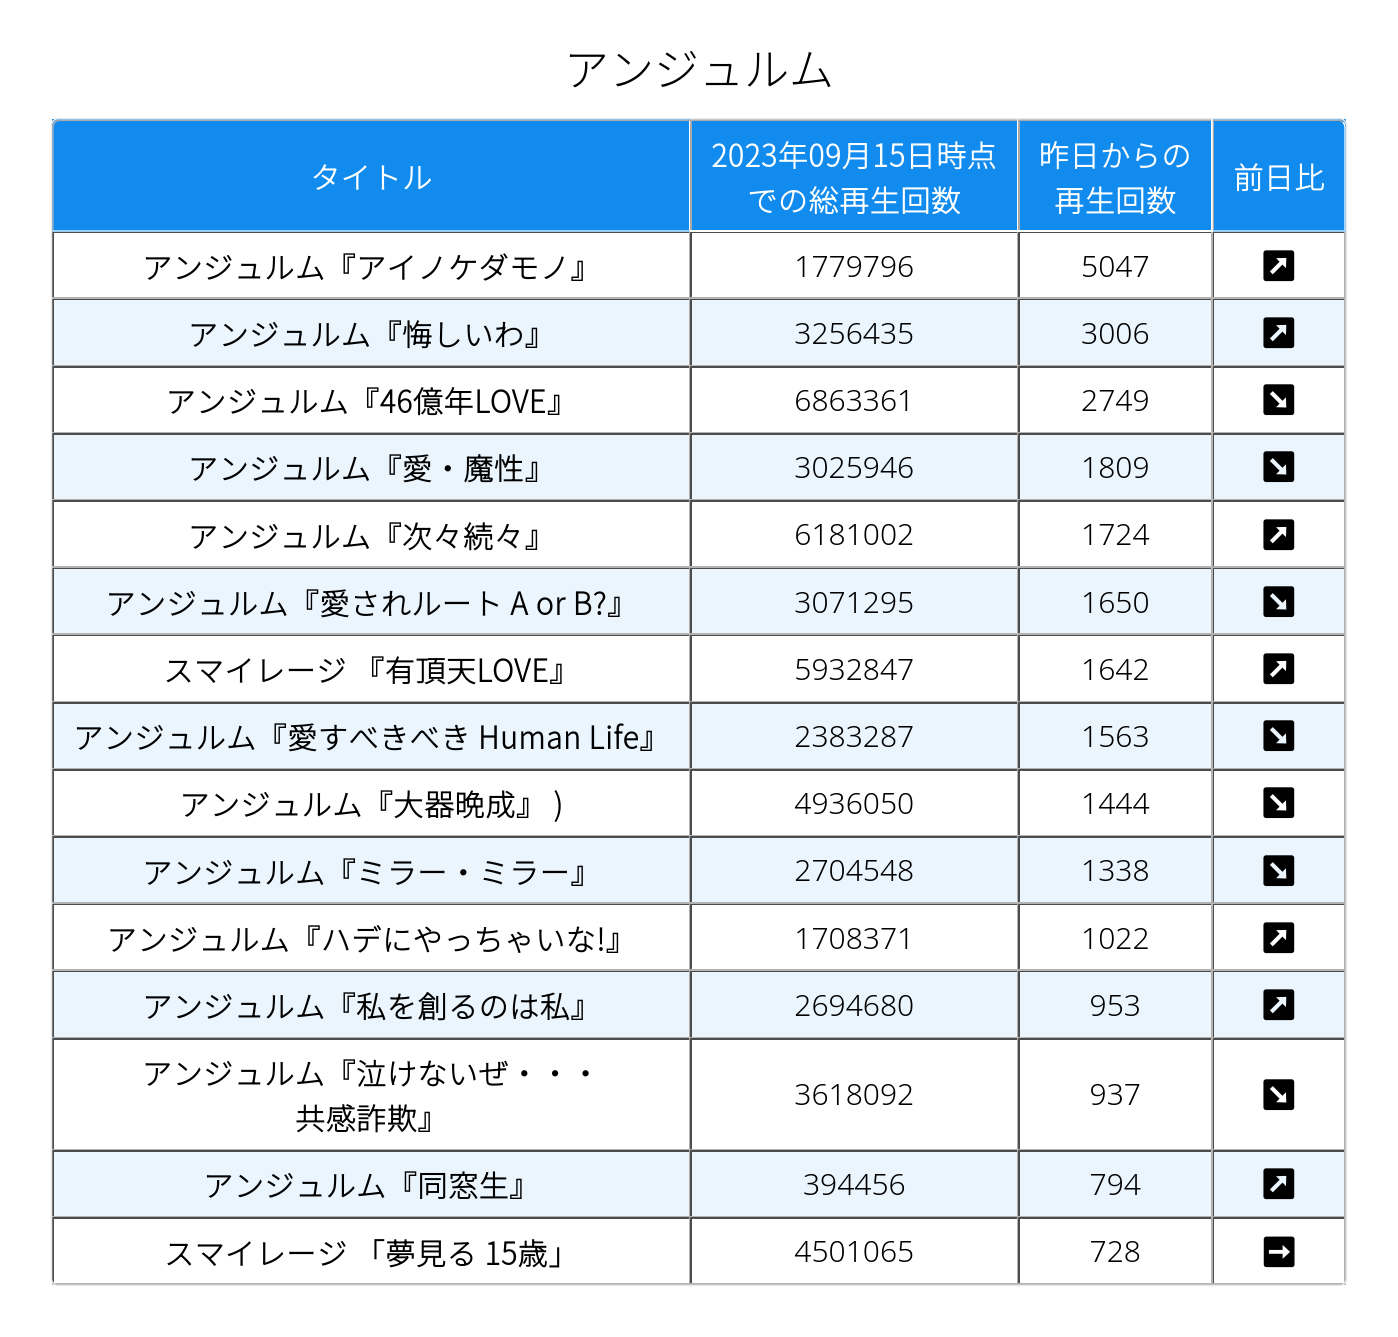 アンジュルム
タイトル 2023年09月15日時点での総再生回数 昨日からの再生回数 前日比
アンジュルム『アイノケダモノ』 1779796 5047 ↗
アンジュルム『悔しいわ』 3256435 3006 ↗
アンジュルム『46億年LOVE』 6863361 2749 ↘
アンジュルム『愛・魔性』 3025946 1809 ↘
アンジュルム『次々続々』 6181002 1724 ↗
アンジュルム『愛されルート A or B?』 3071295 1650 ↘
スマイレージ 『有頂天LOVE』 5932847 1642 ↗
アンジュルム『愛すべきべき Human Life』 2383287 1563 ↘
アンジュルム『大器晩成』 ) 4936050 1444 ↘
アンジュルム『ミラー・ミラー』 2704548 1338 ↘
アンジュルム『ハデにやっちゃいな!』 1708371 1022 ↗
アンジュルム『私を創るのは私』 2694680 953 ↗
アンジュルム『泣けないぜ・・・共感詐欺』 3618092 937 ↘
アンジュルム『同窓生』 394456 794 ↗
スマイレージ 「夢見る 15歳」 4501065 728 →